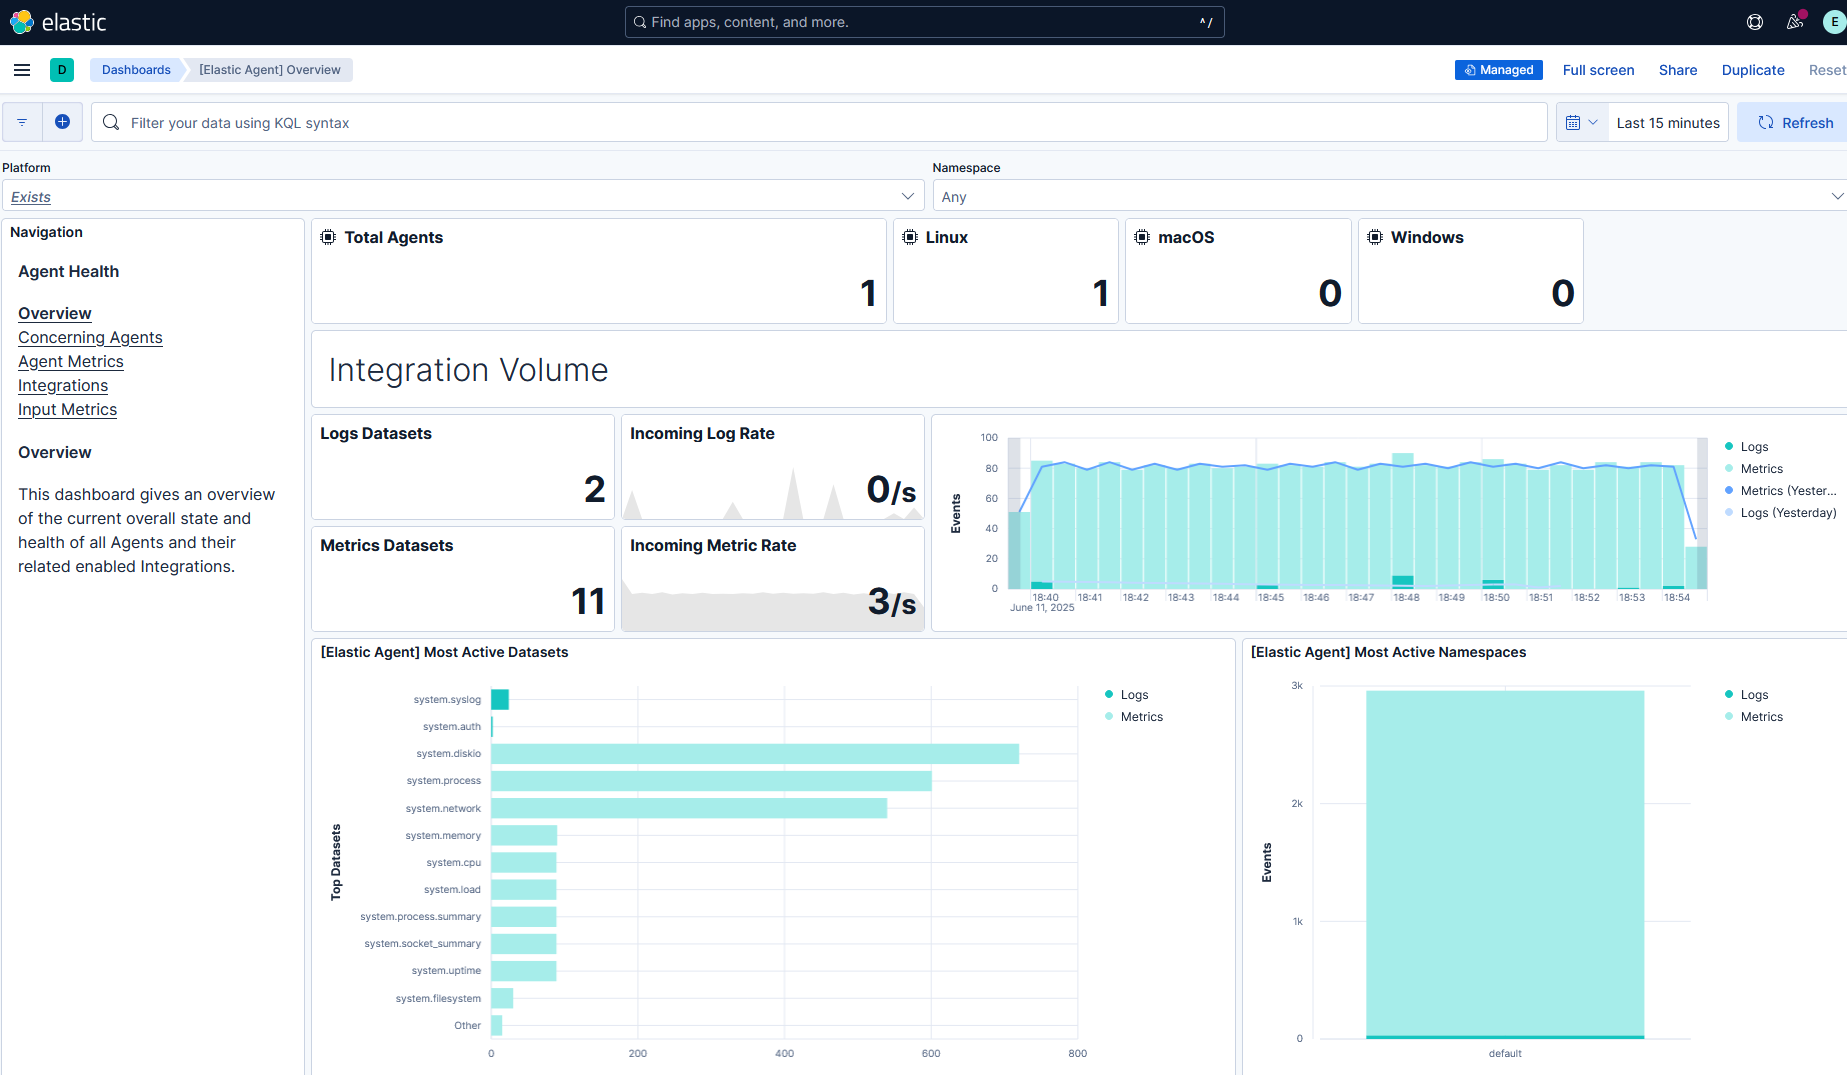 elastic
Find apps, content, and more.
^ /
E
D
Dashboards
[Elastic Agent] Overview
Managed
Full screen
Share
Duplicate
Reset
Filter your data using KQL syntax
Last 15 minutes
Refresh
Platform
Exists
Namespace
Any
Navigation
Agent Health
Overview
Concerning Agents
Agent Metrics
Integrations
Input Metrics
Overview
This dashboard gives an overview
of the current overall state and
health of all Agents and their
related enabled Integrations.
Total Agents
1
Linux
1
macOS
0
Windows
0
Integration Volume
Logs Datasets
2
Incoming Log Rate
0/s
Metrics Datasets
11
Incoming Metric Rate
3/s
Events
100
80
60
40
20
0
18:40 18:41 18:42 18:43 18:44 18:45 18:46 18:47 18:48 18:49 18:50 18:51 18:52 18:53 18:54
June 11, 2025
Logs
Metrics
Metrics (Yester...
Logs (Yesterday)
[Elastic Agent] Most Active Datasets
Top Datasets
system.syslog
system.auth
system.diskio
system.process
system.network
system.memory
system.cpu
system.load
system.process.summary
system.socket_summary
system.uptime
system.filesystem
Other
0 200 400 600 800
Logs
Metrics
[Elastic Agent] Most Active Namespaces
Events
3k
2k
1k
0
default
Logs
Metrics